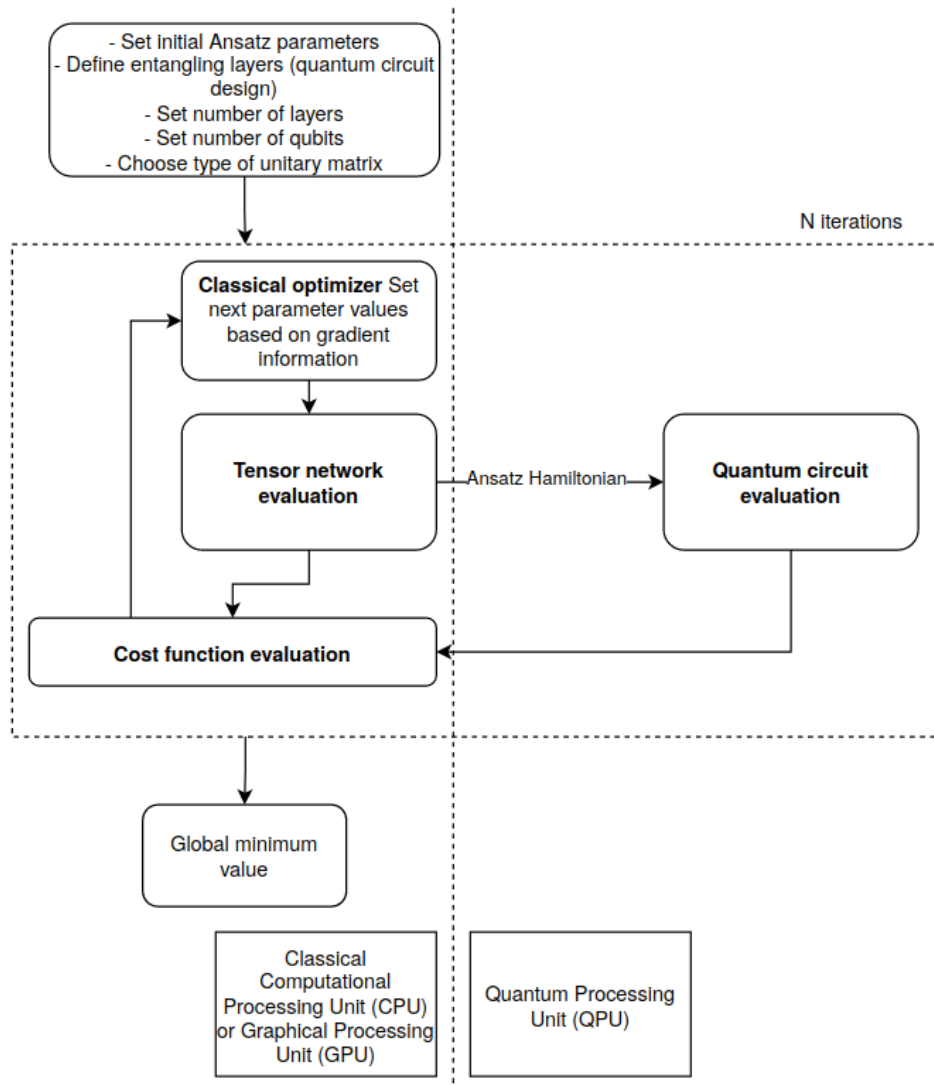 - Set initial Ansatz parameters
- Define entangling layers (quantum circuit
design)
- Set number of layers
- Set number of qubits
- Choose type of unitary matrix
N iterations
Classical optimizer Set
next parameter values
based on gradient
information
Tensor network
evaluation
Ansatz Hamiltonian
Quantum circuit
evaluation
Cost function evaluation
Global minimum
value
Classical
Computational
Processing Unit (CPU)
or Graphical Processing
Unit (GPU)
Quantum Processing
Unit (QPU)